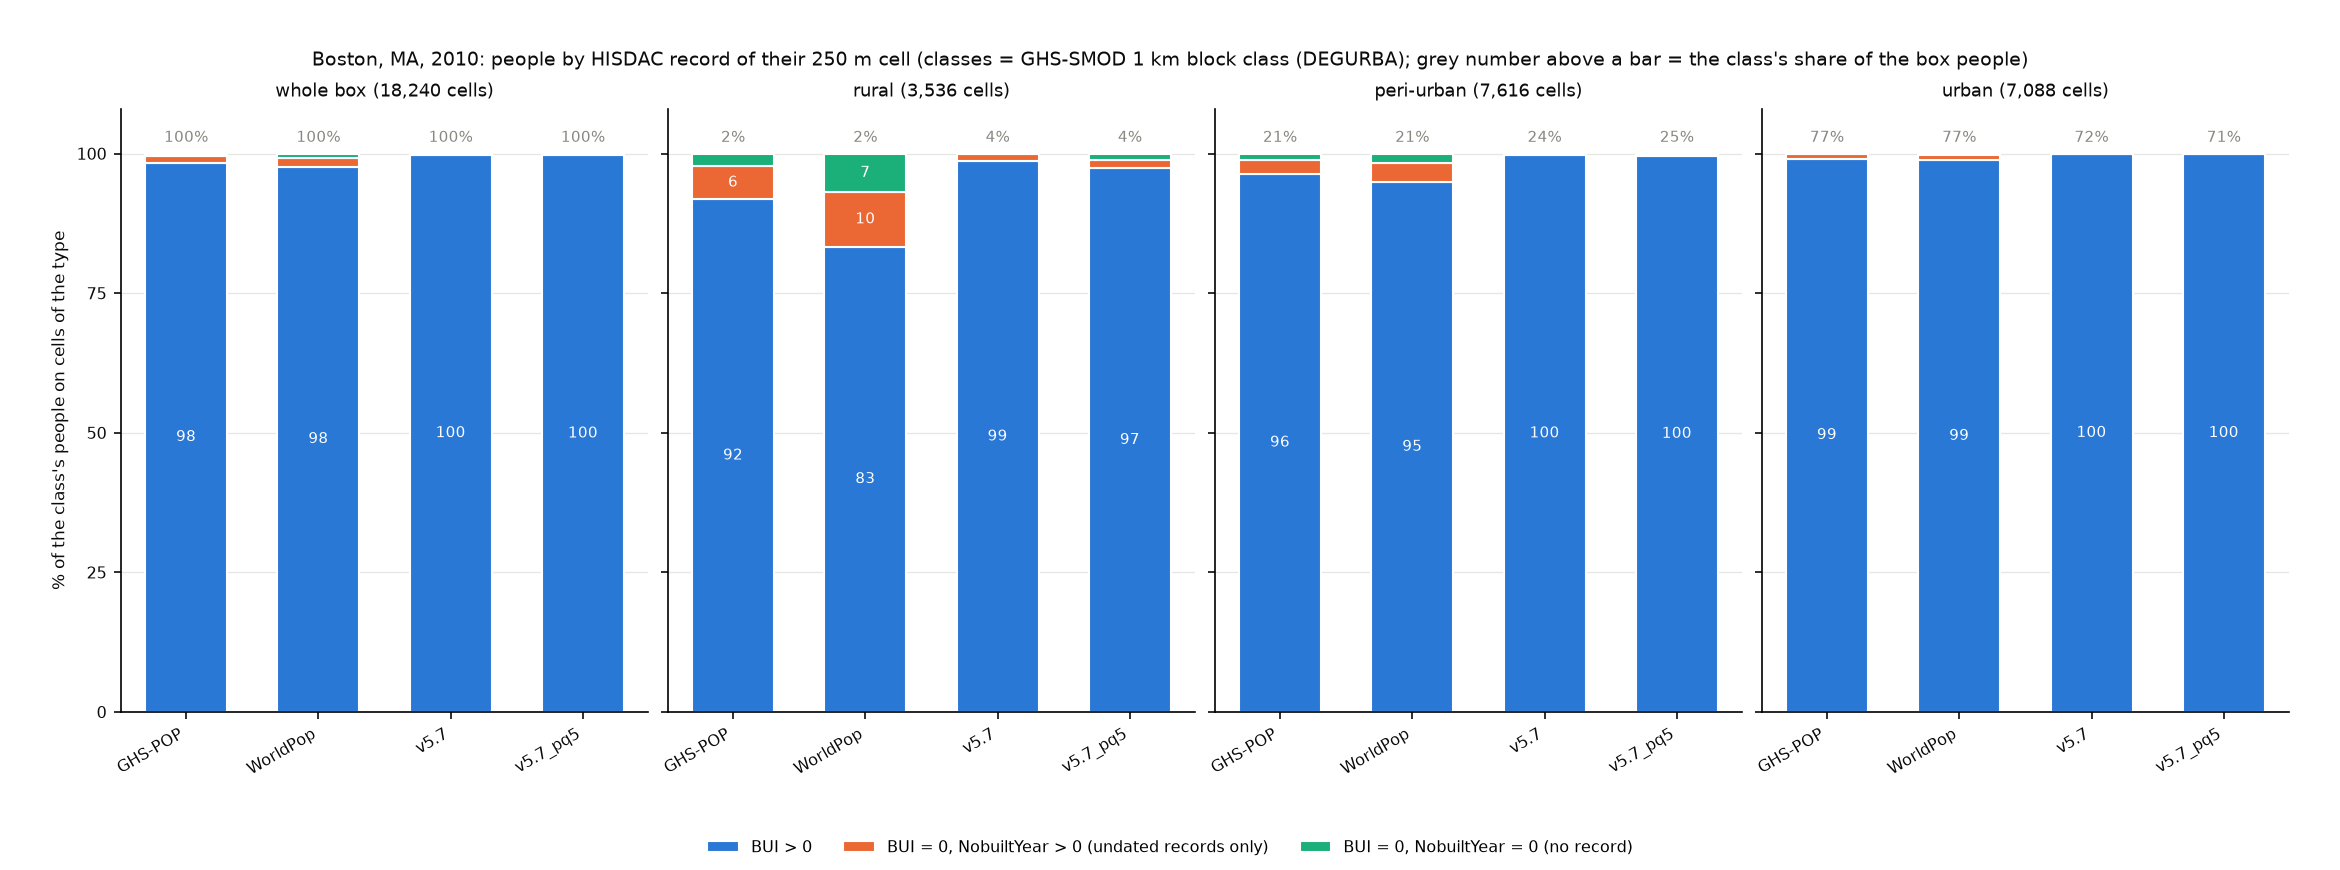 Boston, MA, 2010: people by HISDAC record of their 250 m cell (classes = GHS-SMOD 1 km block class (DEGURBA); grey number above a bar = the class's share of the box people)
whole box (18,240 cells)
rural (3,536 cells)
peri-urban (7,616 cells)
urban (7,088 cells)
% of the class's people on cells of the type
100
75
50
25
0
100% 100% 100% 100%
98 98 100 100
GHS-POP WorldPop v5.7 v5.7_pq5
2% 2% 4% 4%
6 7
10
92 83 99 97
GHS-POP WorldPop v5.7 v5.7_pq5
21% 21% 24% 25%
96 95 100 100
GHS-POP WorldPop v5.7 v5.7_pq5
77% 77% 72% 71%
99 99 100 100
GHS-POP WorldPop v5.7 v5.7_pq5
BUI > 0
BUI = 0, NobuiltYear > 0 (undated records only)
BUI = 0, NobuiltYear = 0 (no record)